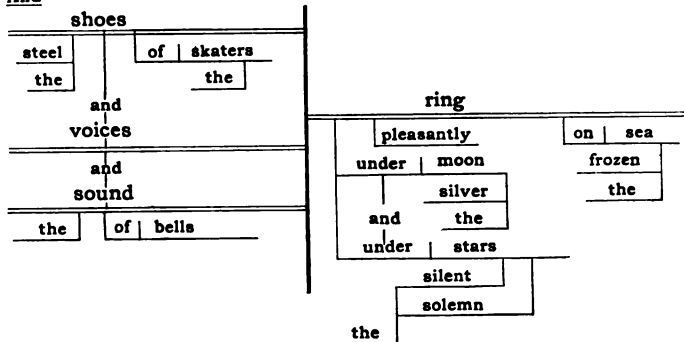 And
shoes
steel of skaters
the the
and
voices
and
sound
the of bells
ring
pleasantly on sea
under moon frozen
silver the
and the
under stars
silent
solemn
the